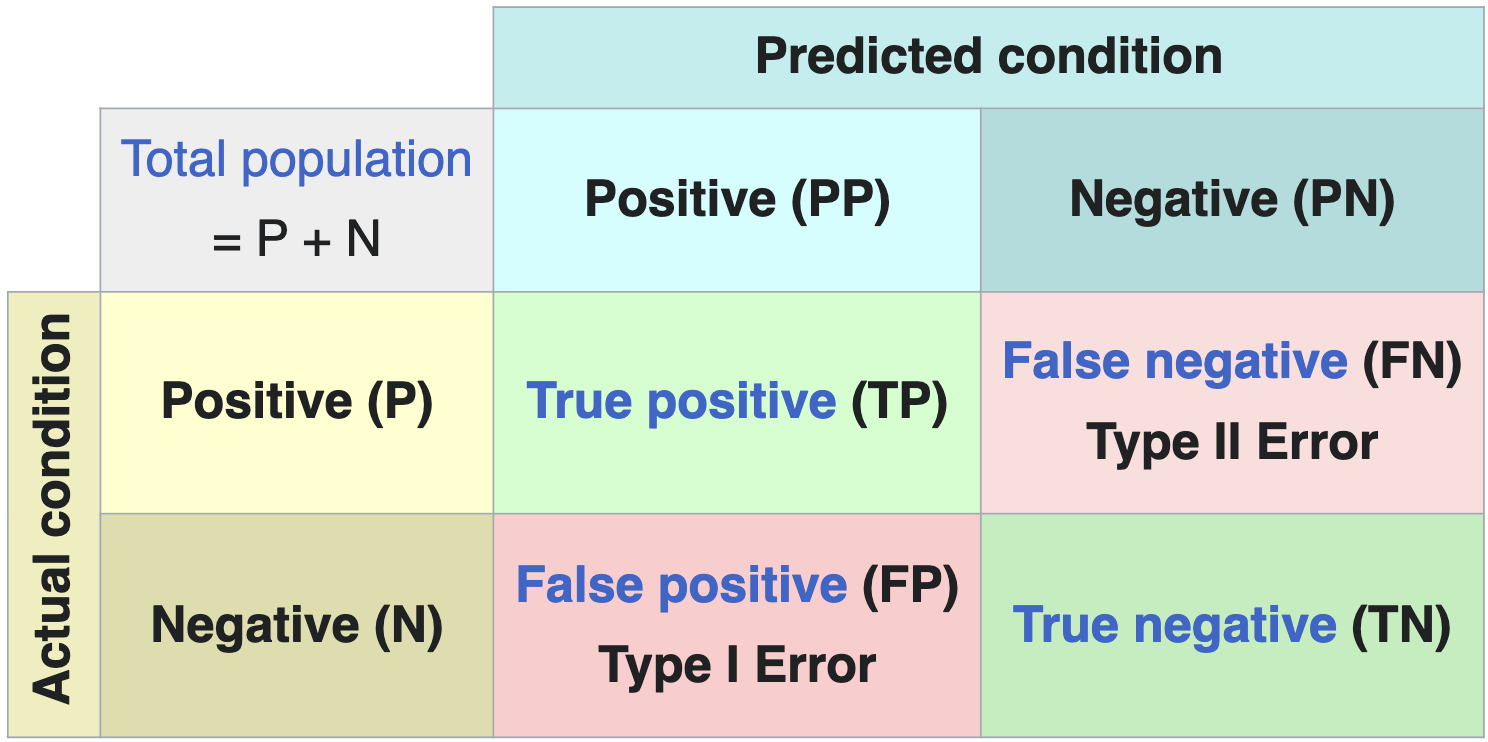 Predicted condition
Total population
= P + N
Positive (PP)
Negative (PN)
Actual condition
Positive (P)
True positive (TP)
False negative (FN)
Type II Error
Negative (N)
False positive (FP)
Type I Error
True negative (TN)